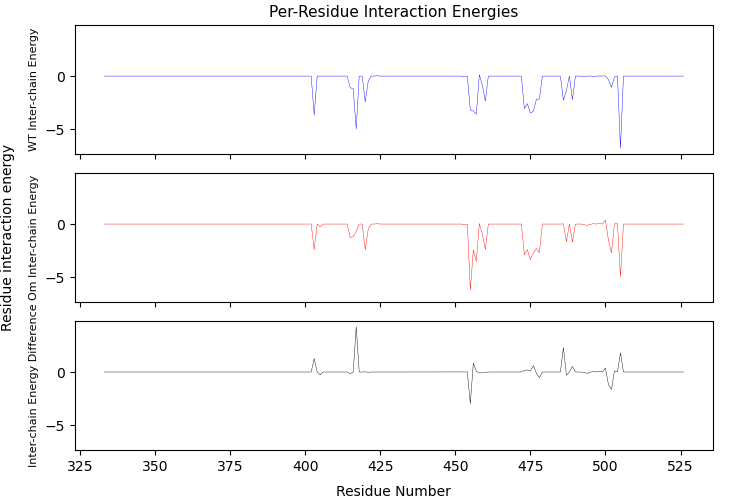 Per-Residue Interaction Energies
Residue interaction energy
WT Inter-chain Energy
0
−5
Om Inter-chain Energy
0
−5
Inter-chain Energy Difference
0
−5
325 350 375 400 425 450 475 500 525
Residue Number